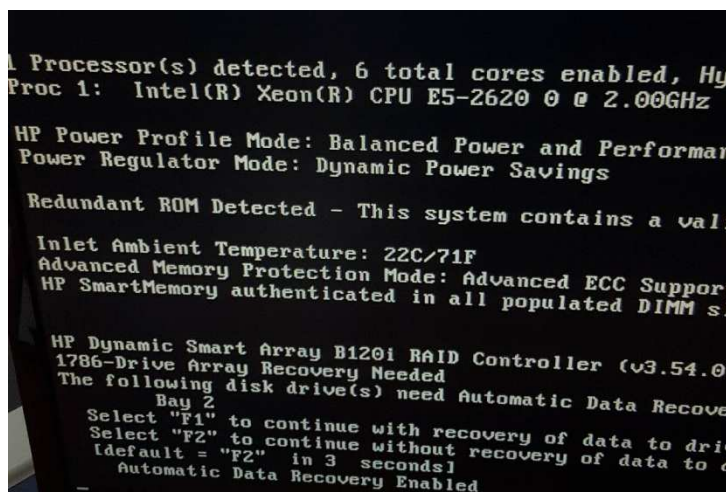 Processor(s) detected, 6 total cores enabled,
Proc 1: Intel(R) Xeon(R) CPU E5-2620 0 @ 2.00GHz
HP Power Profile Mode: Balanced Power and
Power Regulator Mode: Dynamic Power Savings
Redundant ROM Detected - This system contains a
Inlet Ambient Temperature: 22C/71F
Advanced Memory Protection Mode: Advanced ECC
HP SmartMemory authenticated in all populated DIMM
HP Dynamic Smart Array B120i RAID Controller
1786-Drive Array Recovery Needed
The following disk drive(s) need Automatic Data
Bay 2
Select "F1" to continue with recovery of data to
Select "F2" to continue without recovery of data to
[default = "F2" in 3 seconds]
Automatic Data Recovery Enabled